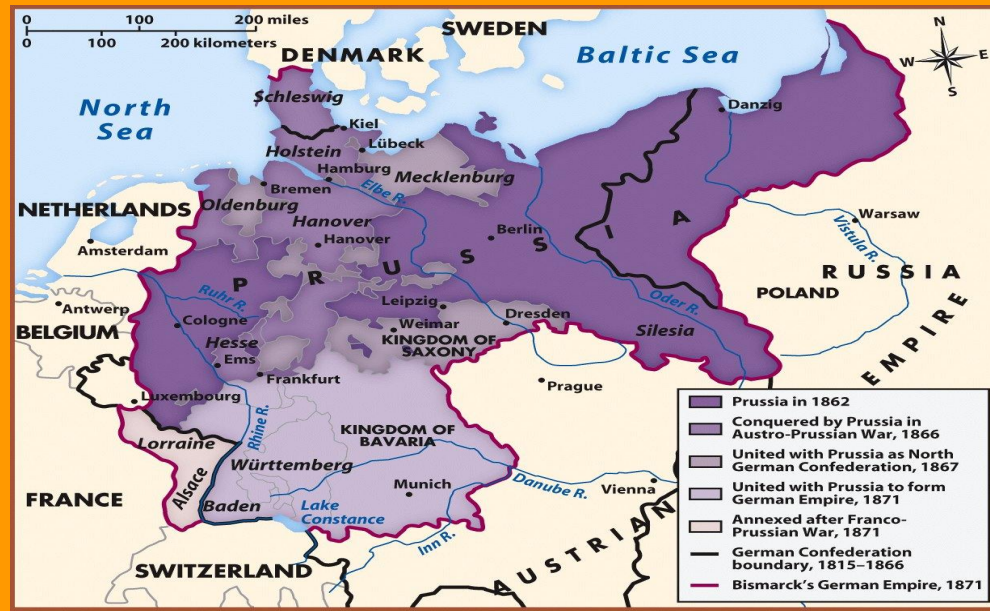 0 100 200 miles
0 100 200 kilometers
SWEDEN
DENMARK
Baltic Sea
N
W E
S
North
Sea
Schleswig
Danzig
Kiel
Holstein
Lübeck
Hamburg
Mecklenburg
Bremen
Elbe R.
Oldenburg
NETHERLANDS
Hanover
Warsaw
Amsterdam
Hanover
Berlin
Vistula R.
PRUSSIA
RUSSIA
Ruhr R.
Leipzig
Oder R.
POLAND
Antwerp
Cologne
Weimar
Dresden
Silesia
BELGIUM
Hesse
KINGDOM OF
SAXONY
Ems
EMPIRE
Frankfurt
Prague
Luxembourg
Rhine R.
Lorraine
KINGDOM OF
BAVARIA
Württemberg
Alsace
FRANCE
Munich
Danube R.
Vienna
Baden
Lake
Constance
Inn R.
AUSTRIAN
SWITZERLAND
Prussia in 1862
Conquered by Prussia in
Austro-Prussian War, 1866
United with Prussia as North
German Confederation, 1867
United with Prussia to form
German Empire, 1871
Annexed after Franco-
Prussian War, 1871
German Confederation
boundary, 1815–1866
Bismarck's German Empire, 1871